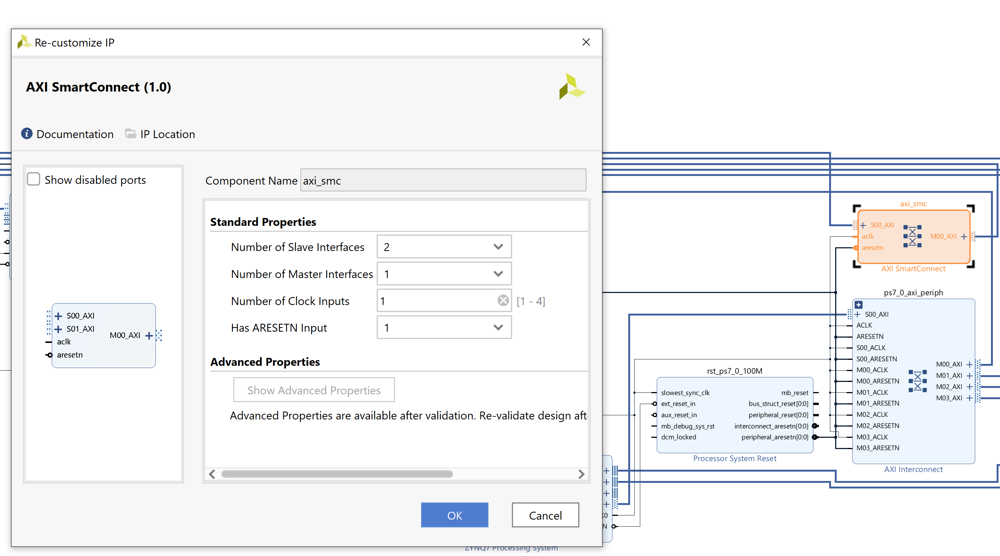 Re-customize IP
AXI SmartConnect (1.0)
Documentation
IP Location
Show disabled ports
S00_AXI
S01_AXI
M00_AXI
aclk
aresetn
Component Name axi_smc
Standard Properties
Number of Slave Interfaces 2
Number of Master Interfaces 1
Number of Clock Inputs 1 [1 - 4]
Has ARESETN Input 1
Advanced Properties
Show Advanced Properties
Advanced Properties are available after validation. Re-validate design aft
OK
Cancel
ZYNQ7 Processing System
K0
N
axi_smc
S00_AXI
aclk
M00_AXI
aresetn
AXI SmartConnect
ps7_0_axi_periph
S00_AXI
ACLK
ARESETN
S00_ACLK
S00_ARESETN
M00_ACLK
M00_ARESETN
M01_ACLK
M01_ARESETN
M02_ACLK
M02_ARESETN
M03_ACLK
M03_ARESETN
M00_AXI
M01_AXI
M02_AXI
M03_AXI
AXI Interconnect
rst_ps7_0_100M
slowest_sync_clk
ext_reset_in
aux_reset_in
mb_debug_sys_rst
dcm_locked
mb_reset
bus_struct_reset[0:0]
peripheral_reset[0:0]
interconnect_aresetn[0:0]
peripheral_aresetn[0:0]
Processor System Reset